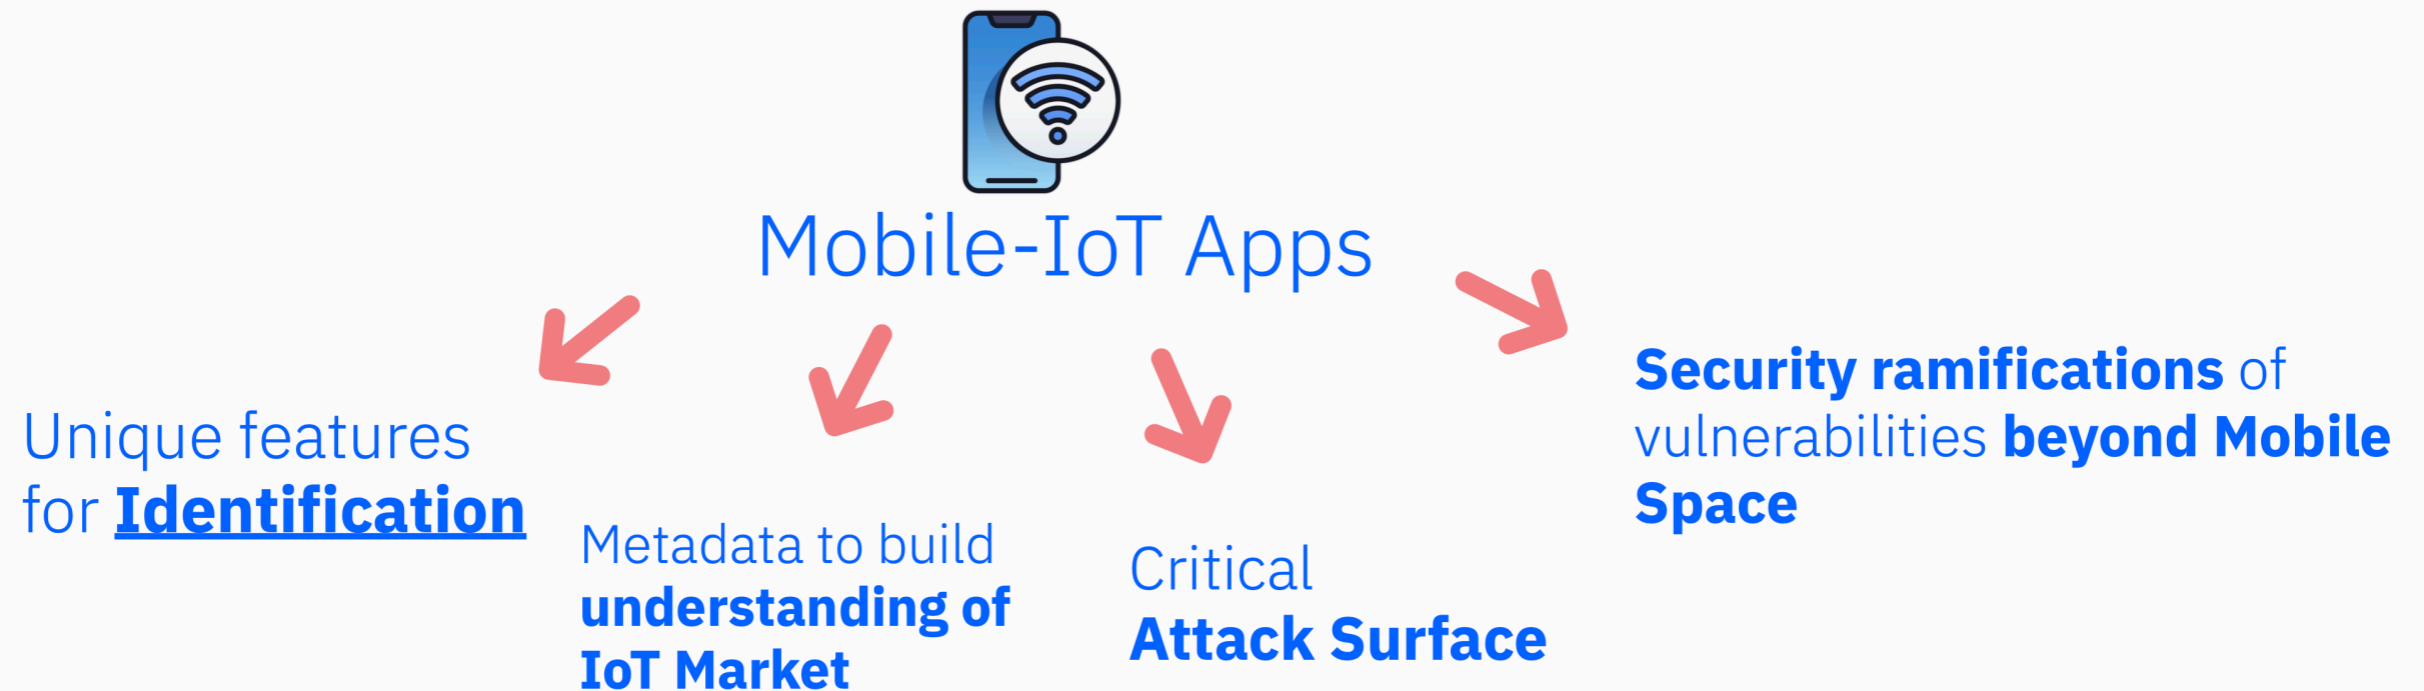 Mobile-IoT Apps
Unique features
for Identification
Metadata to build
understanding of
IoT Market
Critical
Attack Surface
Security ramifications of
vulnerabilities beyond Mobile
Space